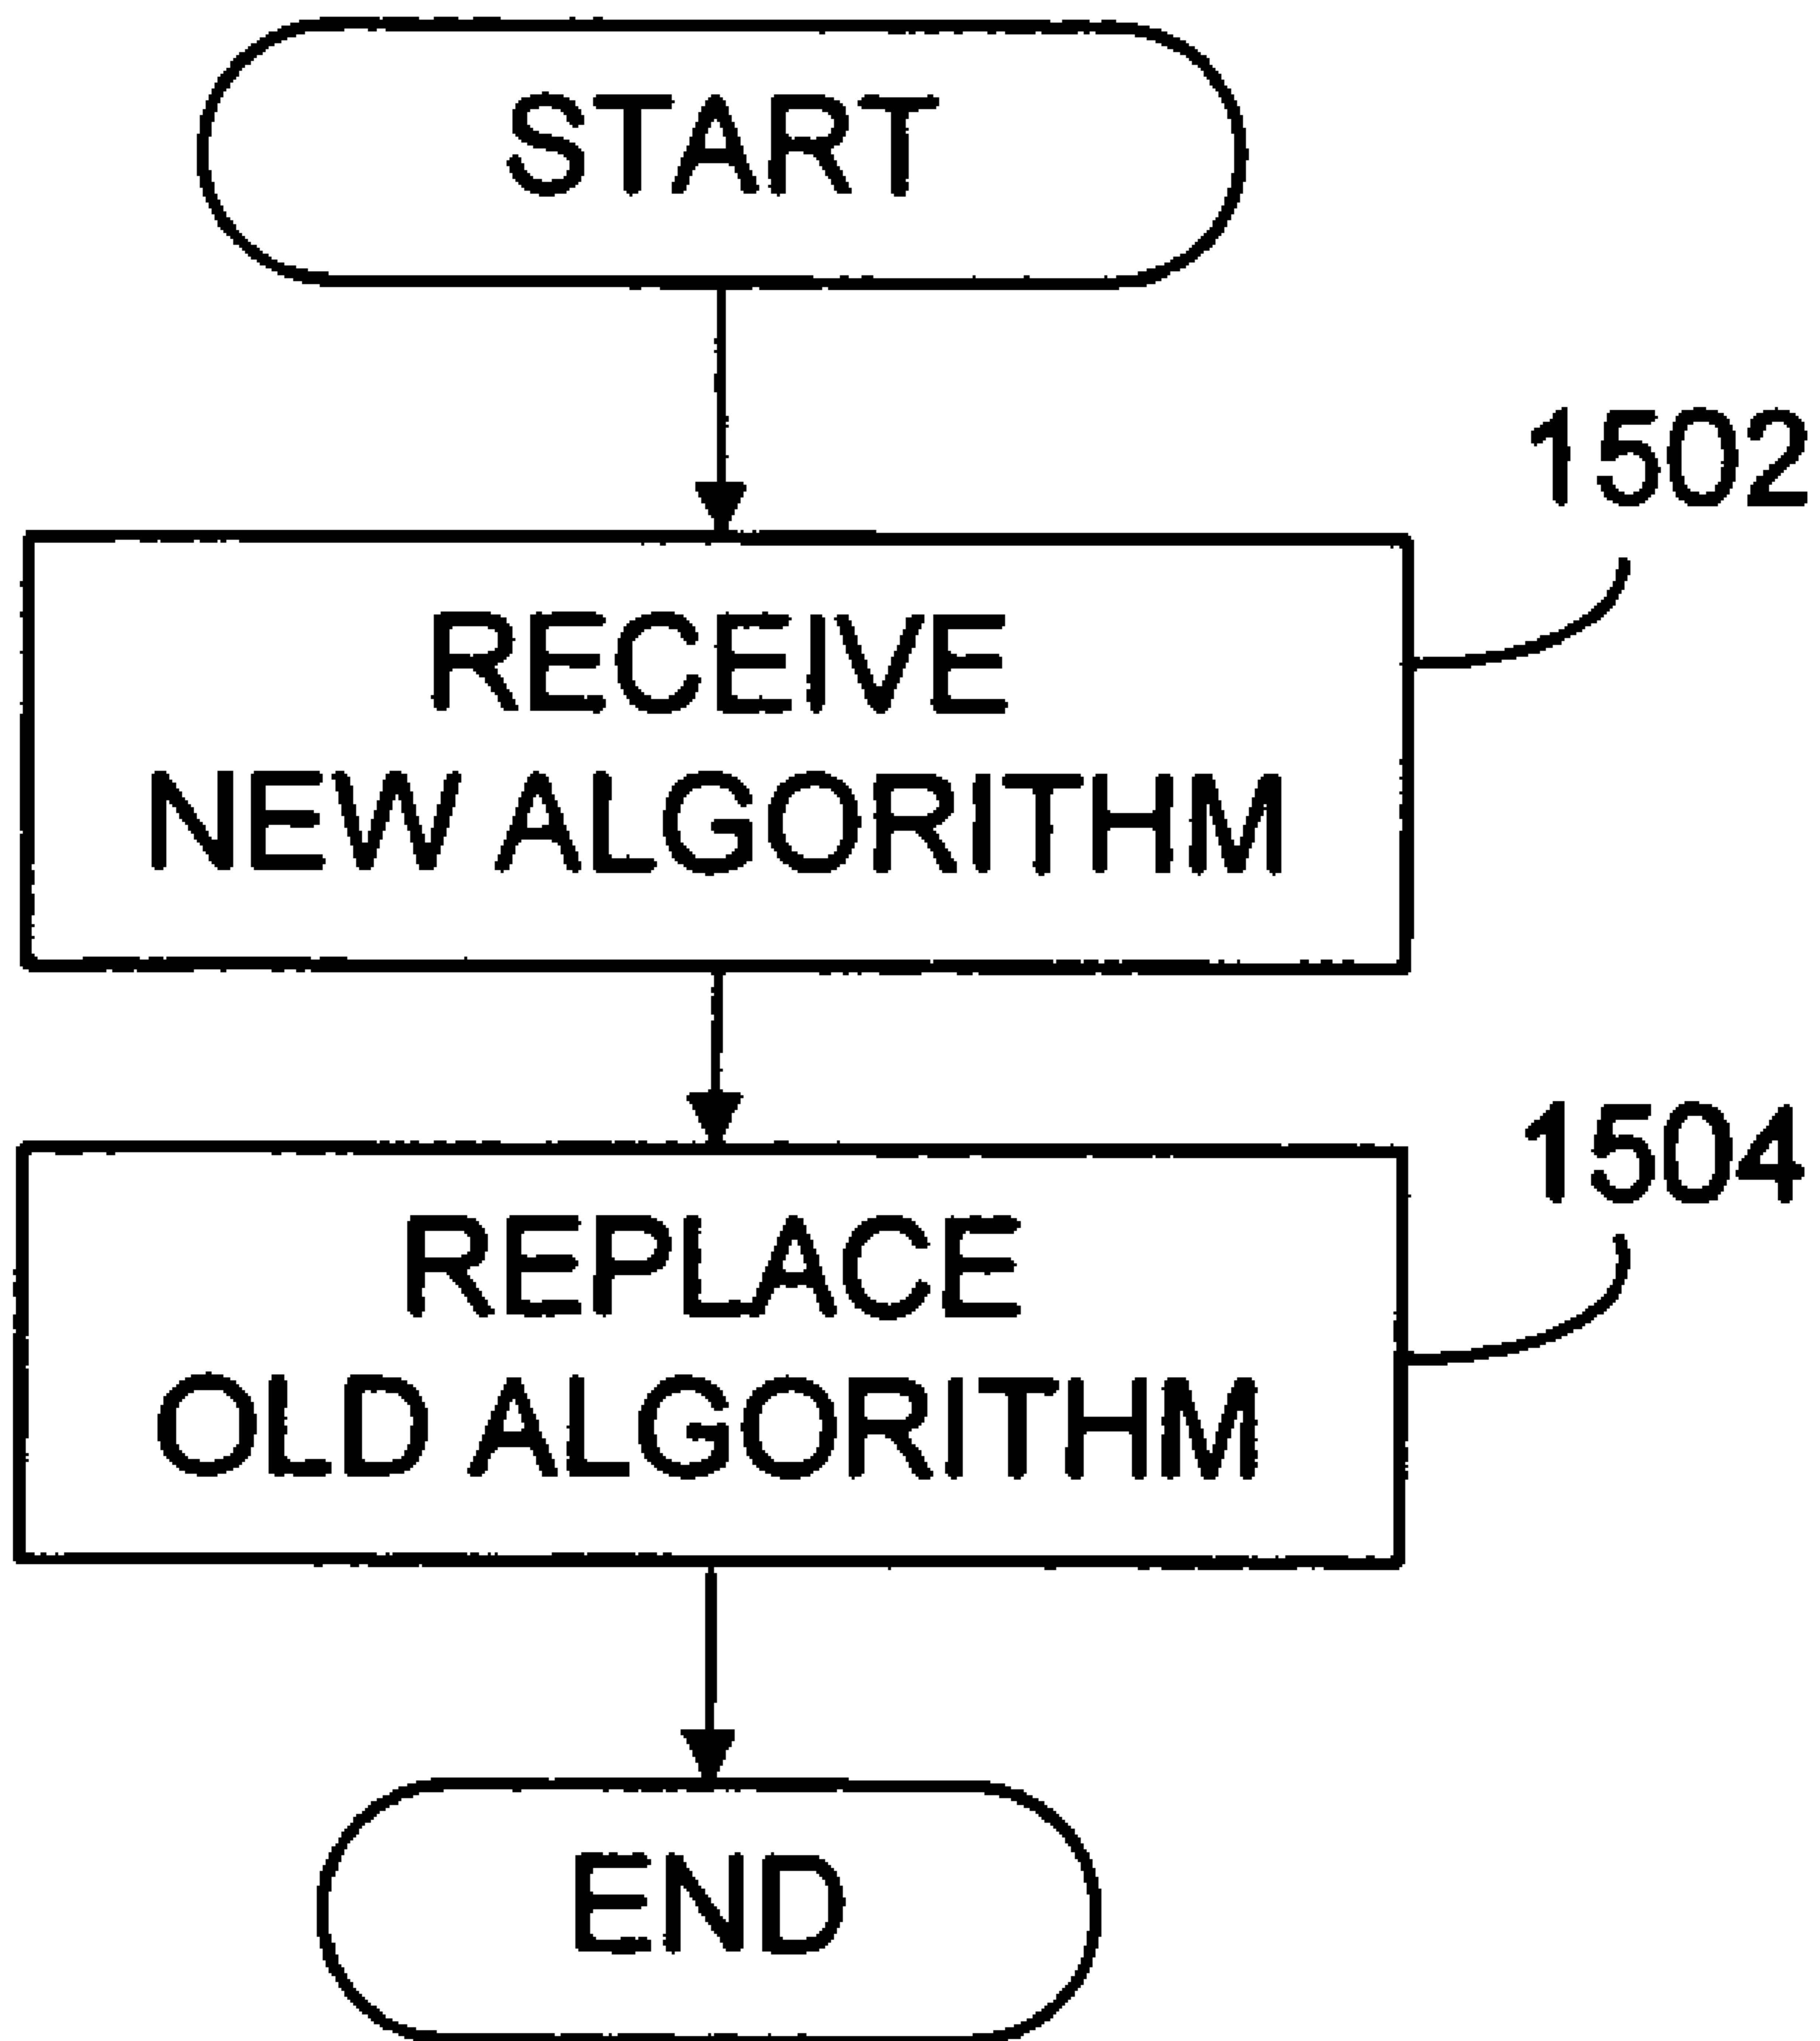 START
1502
RECEIVE
NEW ALGORITHM
1504
REPLACE
OLD ALGORITHM
END